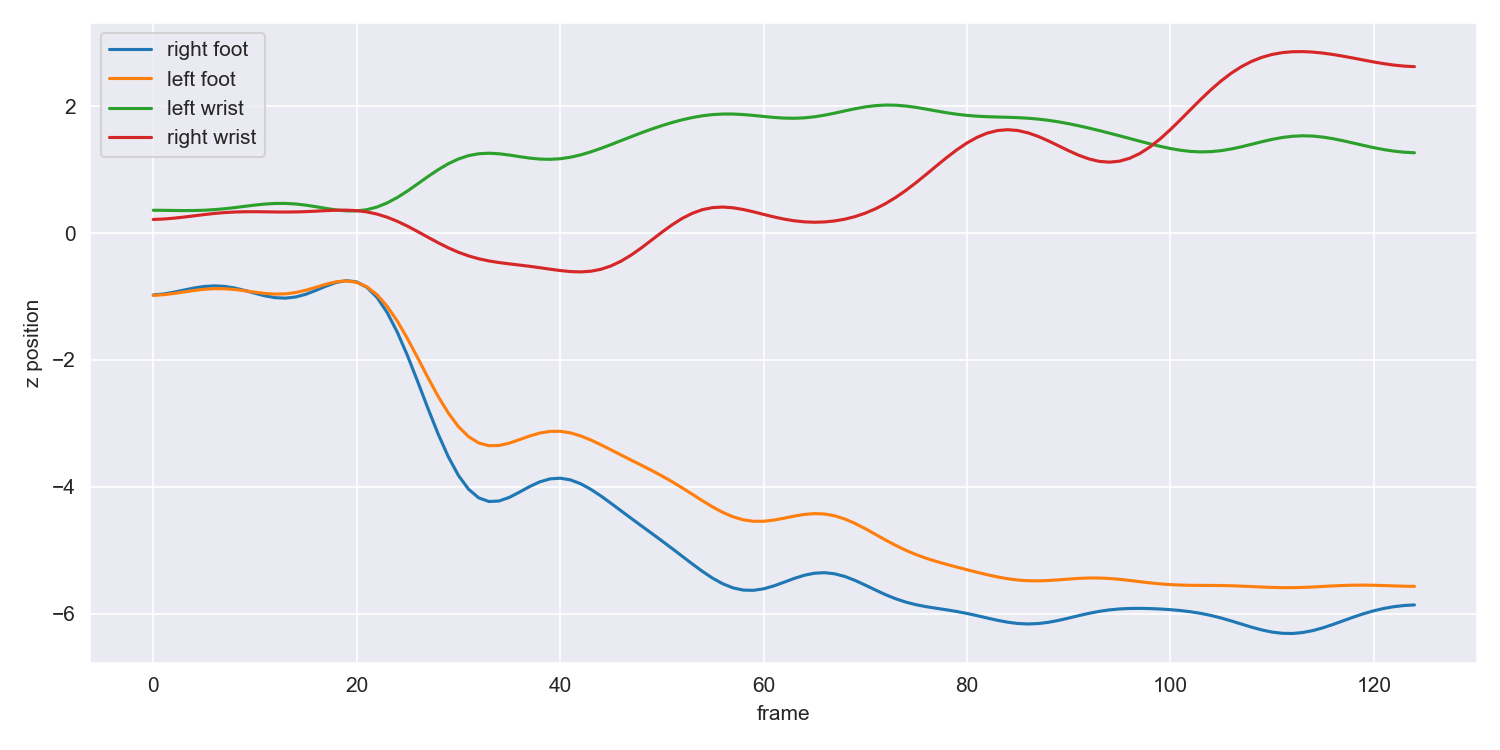 right foot
left foot
left wrist
right wrist
z position
2
0
−2
−4
−6
0 20 40 60 80 100 120
frame